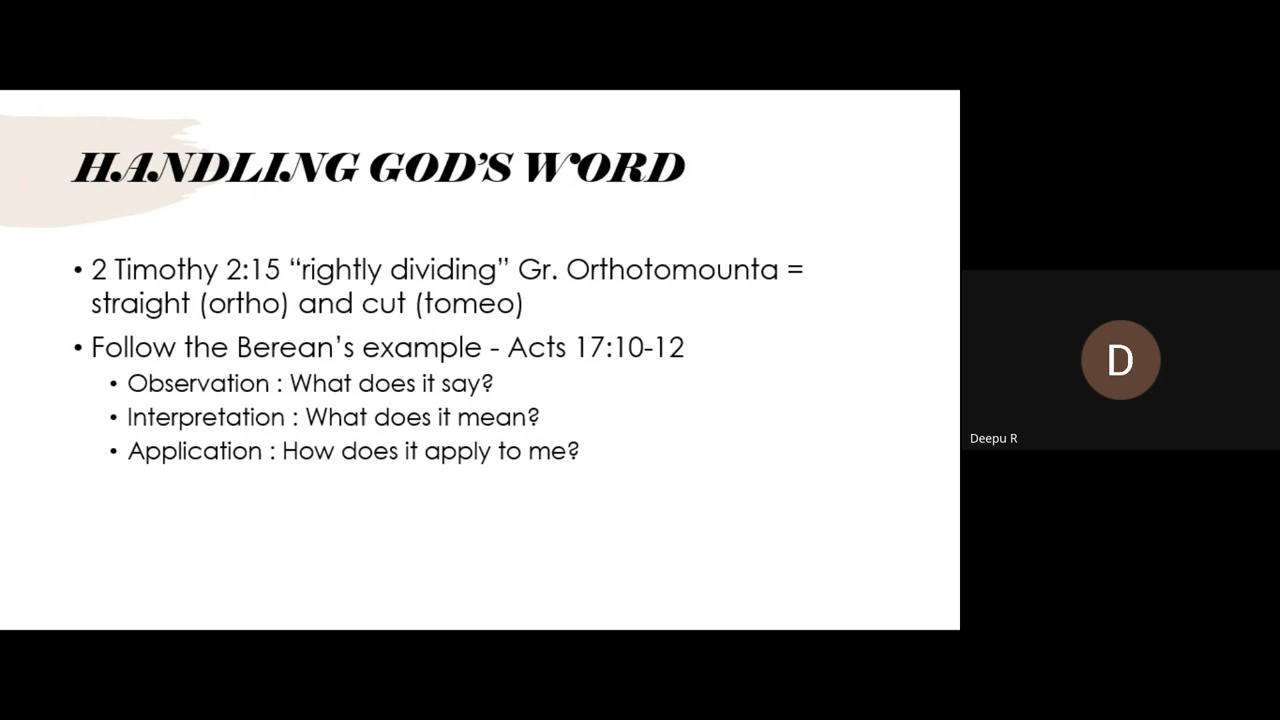 HANDLING GOD'S WORD
• 2 Timothy 2:15 “rightly dividing” Gr. Orthotomounta =
straight (ortho) and cut (tomeo)
• Follow the Berean’s example - Acts 17:10-12
• Observation : What does it say?
• Interpretation : What does it mean?
• Application : How does it apply to me?
D
Deepu R